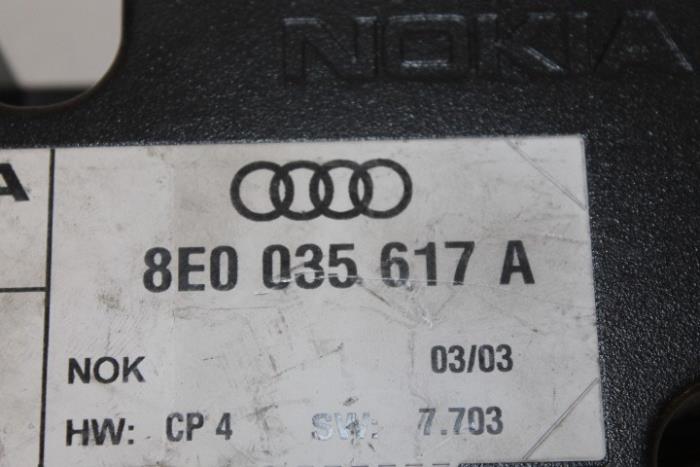 NOKIA
A
8E0 035 617 A
NOK 03/03
HW: CP 4 SW: 7.703